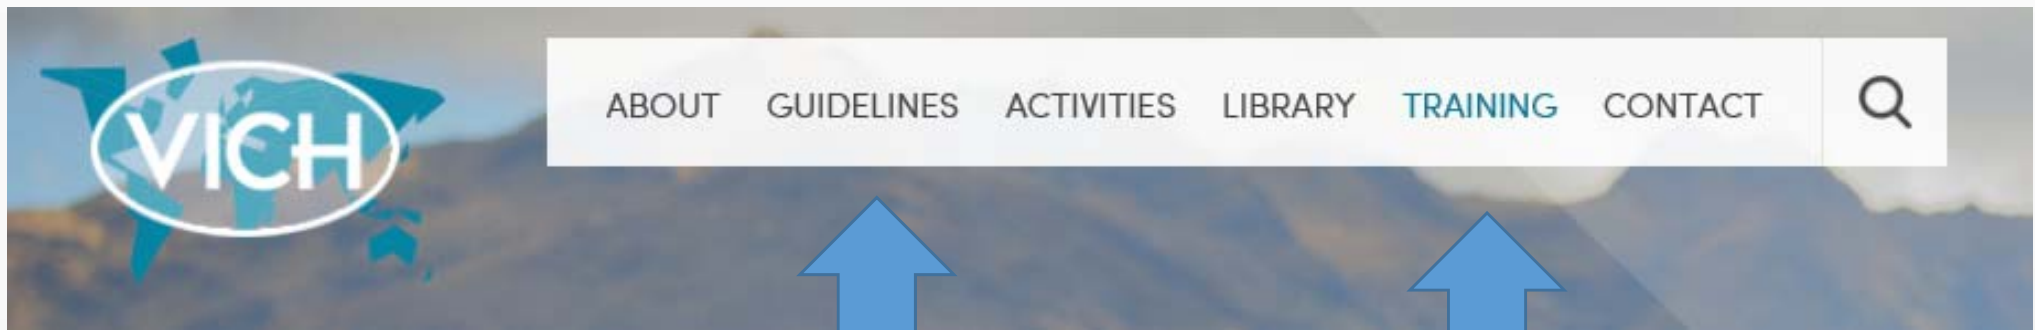 VICH
ABOUT GUIDELINES ACTIVITIES LIBRARY TRAINING CONTACT